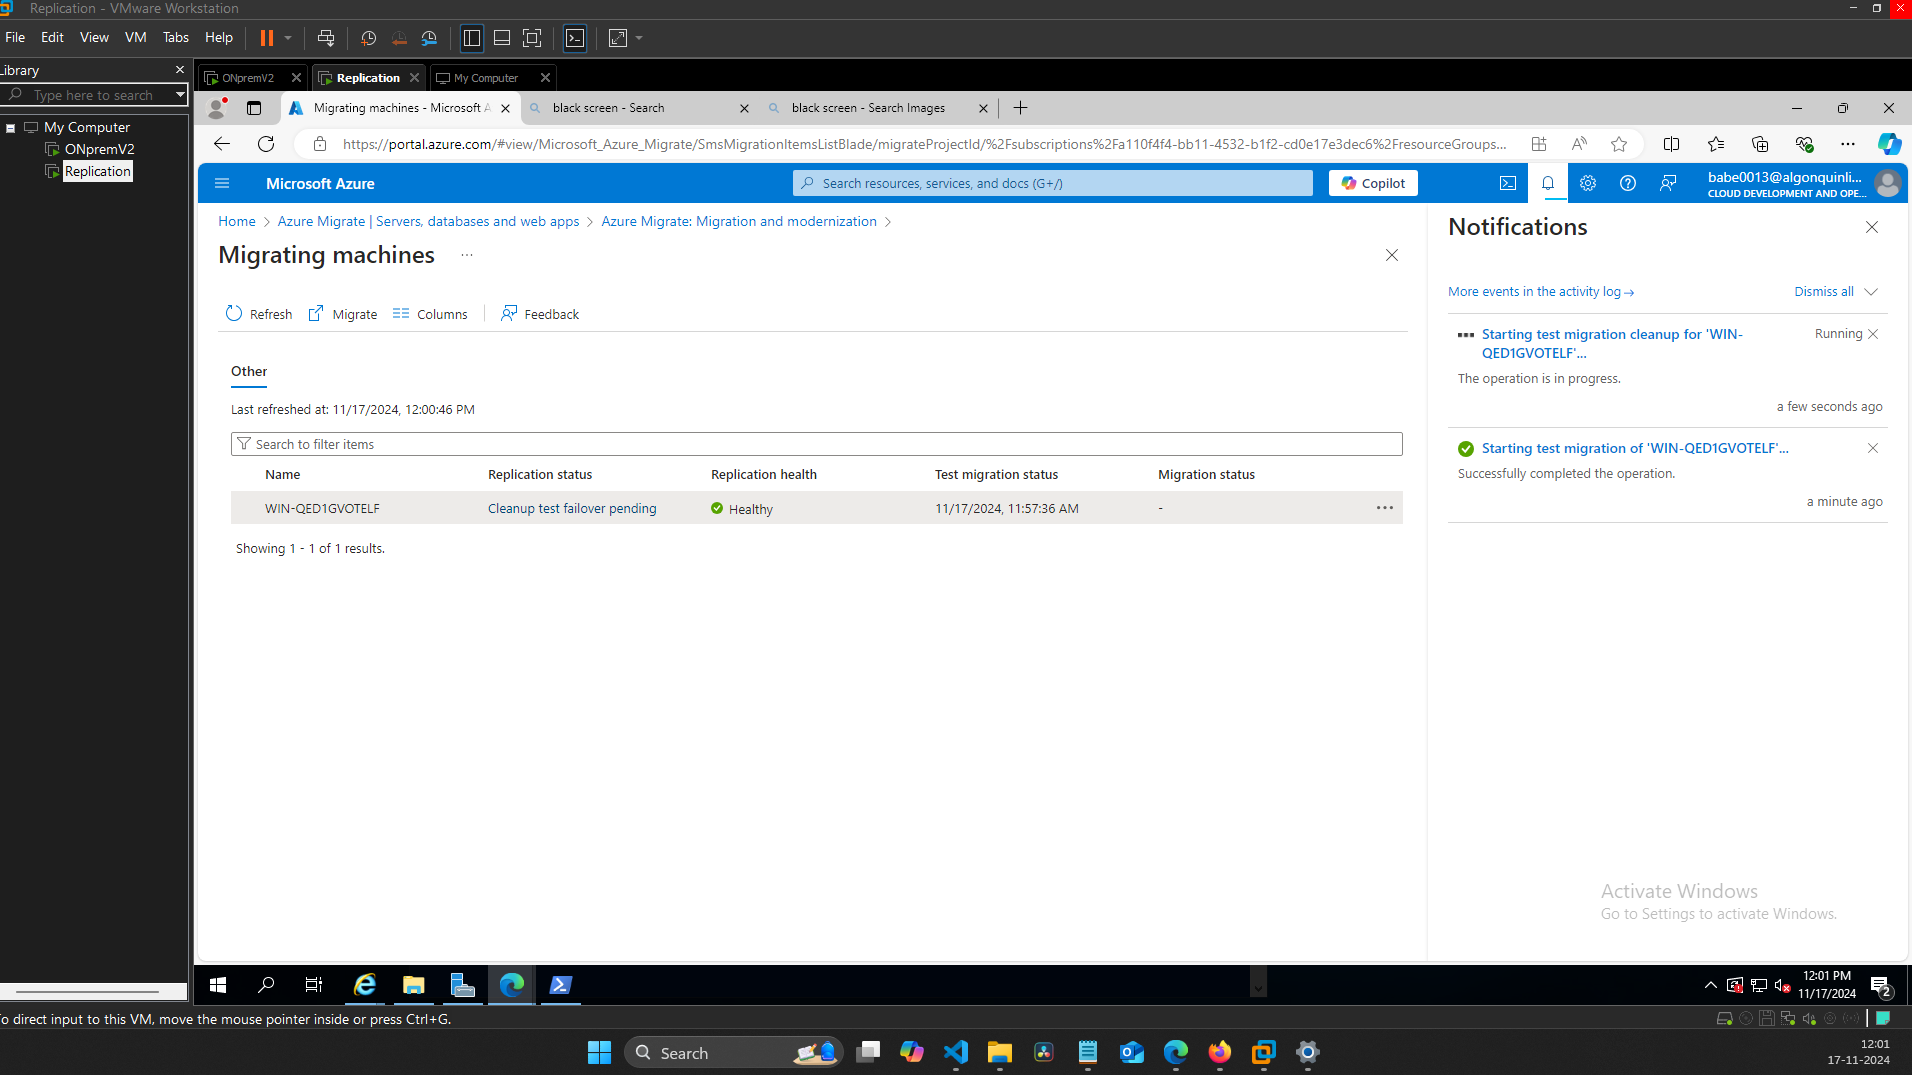 Replication - VMware Workstation
File Edit View VM Tabs Help
Library
Type here to search
My Computer
ONpremV2
Replication
ONpremV2
Replication
My Computer
Migrating machines - Microsoft A
black screen - Search
black screen - Search Images
https://portal.azure.com/#view/Microsoft_Azure_Migrate/SmsMigrationItemsListBlade/migrateProjectId/%2Fsubscriptions%2Fa110f4f4-bb11-4532-b1f2-cd0e17e3dec6%2FresourceGroups...
Microsoft Azure
Search resources, services, and docs (G+/)
Copilot
babe0013@algonquinli...
CLOUD DEVELOPMENT AND OPE...
Home > Azure Migrate | Servers, databases and web apps > Azure Migrate: Migration and modernization >
Migrating machines ...
Refresh Migrate Columns Feedback
Other
Last refreshed at: 11/17/2024, 12:00:46 PM
Search to filter items
Name Replication status Replication health Test migration status Migration status
WIN-QED1GVOTELF Cleanup test failover pending Healthy 11/17/2024, 11:57:36 AM - ...
Showing 1 - 1 of 1 results.
Notifications
More events in the activity log→ Dismiss all
Starting test migration cleanup for 'WIN-QED1GVOTELF'... Running
The operation is in progress.
a few seconds ago
Starting test migration of 'WIN-QED1GVOTELF'...
Successfully completed the operation.
a minute ago
Activate Windows
Go to Settings to activate Windows.
12:01 PM
11/17/2024
2
To direct input to this VM, move the mouse pointer inside or press Ctrl+G.
Search
12:01
17-11-2024